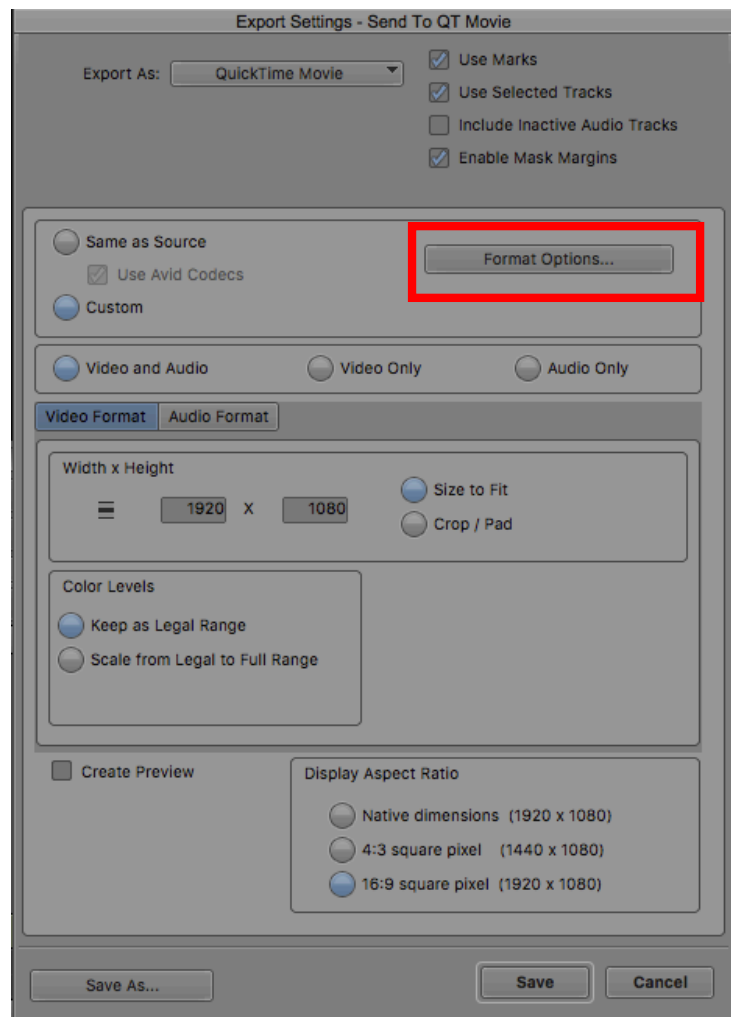 Export Settings - Send To QT Movie
Export As: QuickTime Movie
Use Marks
Use Selected Tracks
Include Inactive Audio Tracks
Enable Mask Margins
Same as Source
Use Avid Codecs
Custom
Format Options...
Video and Audio Video Only Audio Only
Video Format Audio Format
Width x Height
1920 X 1080
Size to Fit
Crop / Pad
Color Levels
Keep as Legal Range
Scale from Legal to Full Range
Create Preview
Display Aspect Ratio
Native dimensions (1920 x 1080)
4:3 square pixel (1440 x 1080)
16:9 square pixel (1920 x 1080)
Save As... Save Cancel